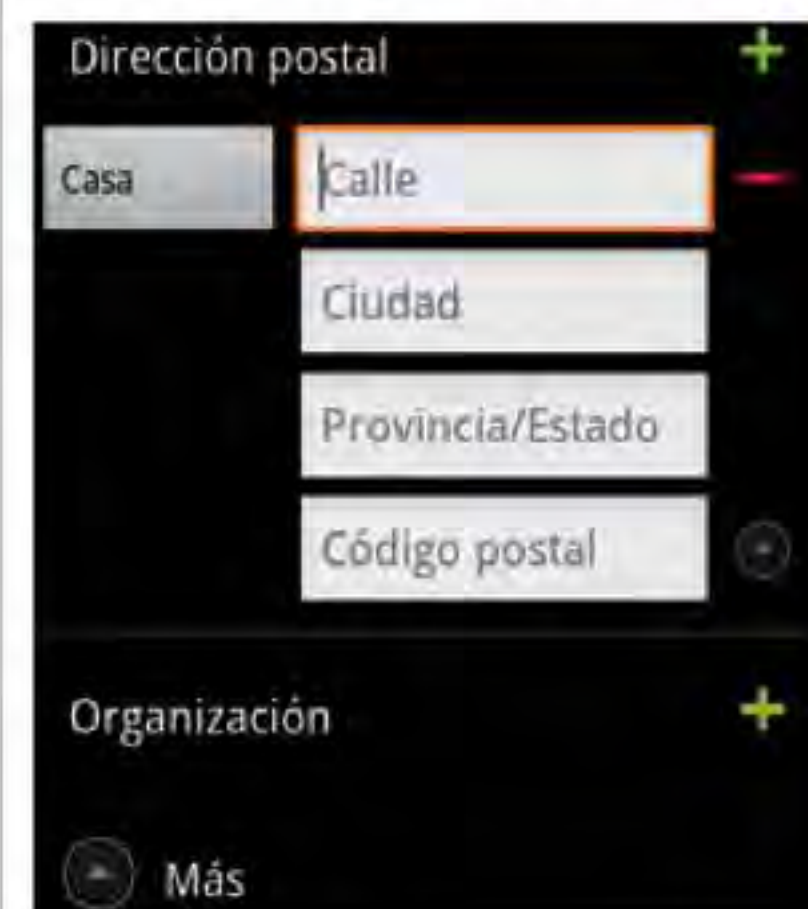 Dirección postal
Casa
Calle
Ciudad
Provincia/Estado
Código postal
Organización
Más